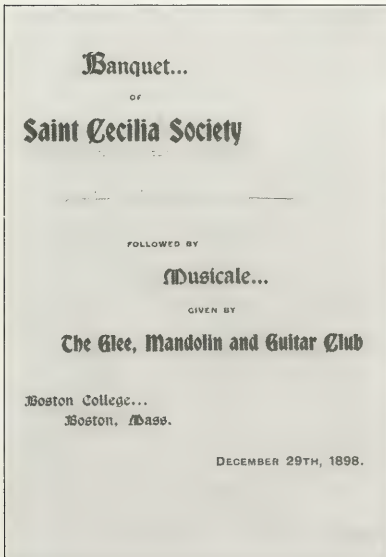 Banquet...
OF
Saint Cecilia Society
FOLLOWED BY
Musicale...
GIVEN BY
The Glee, Mandolin and Guitar Club
Boston College...
Boston, Mass.
DECEMBER 29TH, 1898.